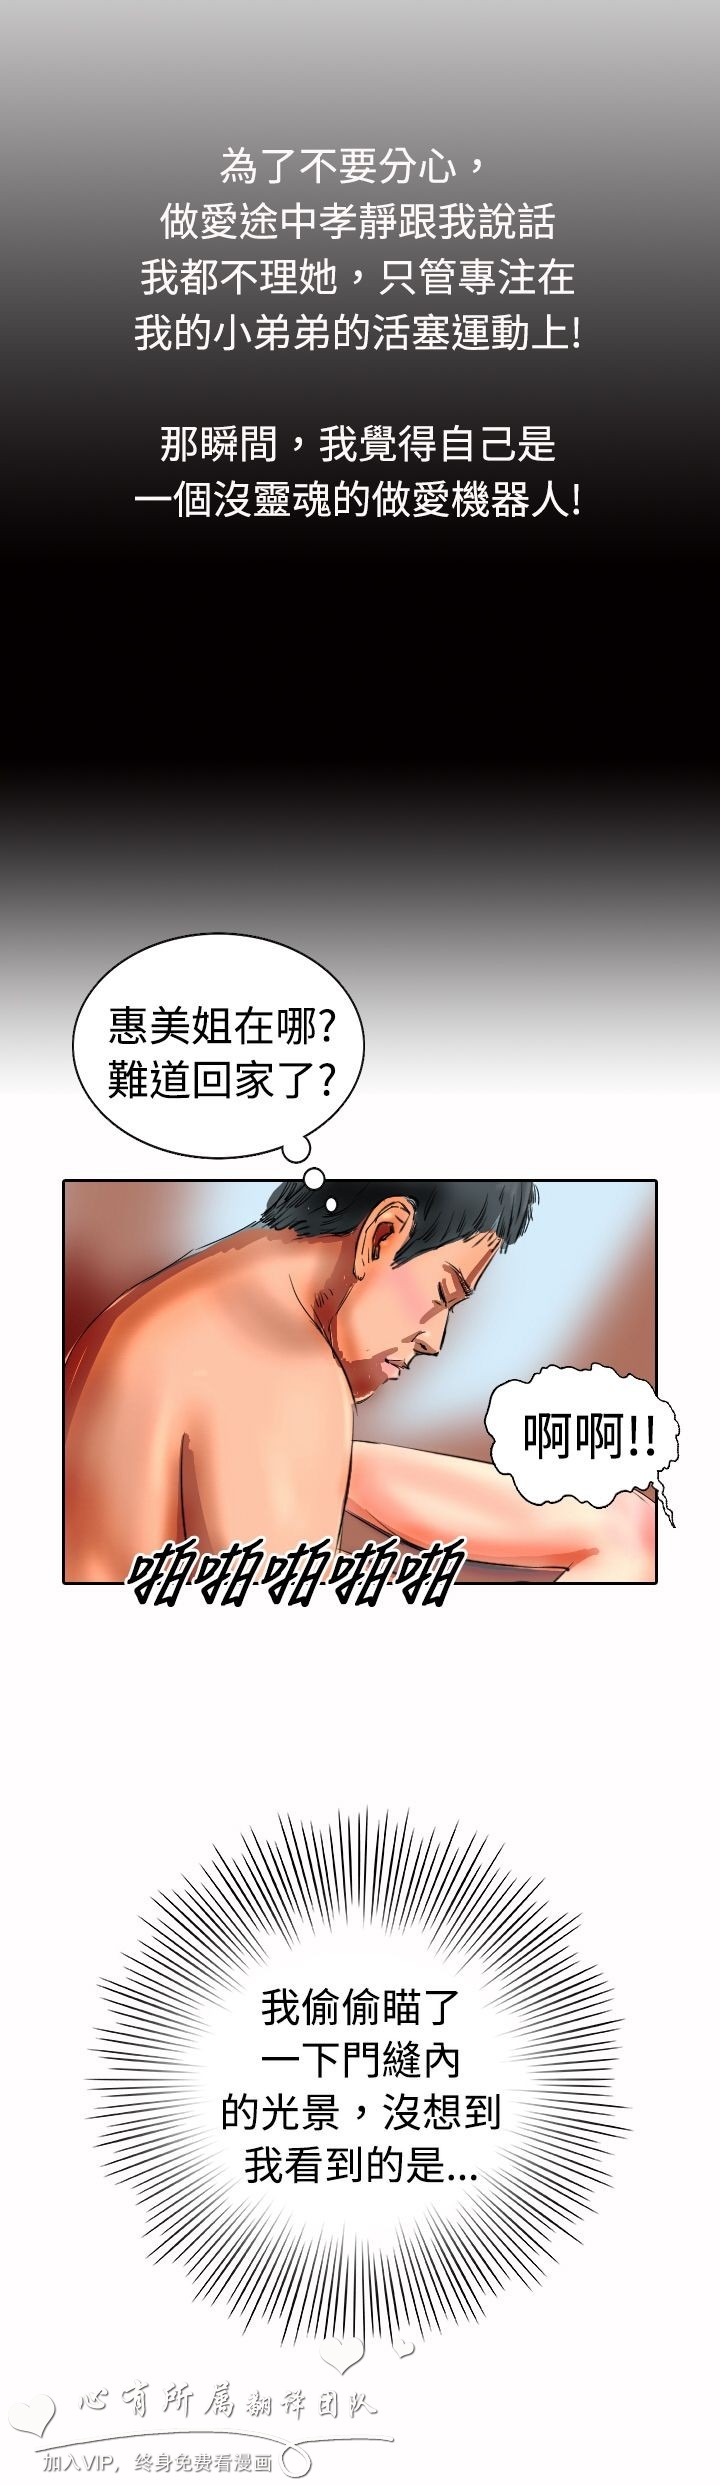 為了不要分心，
做愛途中孝靜跟我說話
我都不理她，只管專注在
我的小弟弟的活塞運動上!
那瞬間，我覺得自己是
一個沒靈魂的做愛機器人!
惠美姐在哪?
難道回家了?
啊啊!!
啪啪啪啪啪
我偷偷瞄了
一下門縫內
的光景，沒想到
我看到的是...
心有所属翻译团队
加入VIP，终身免费看漫画